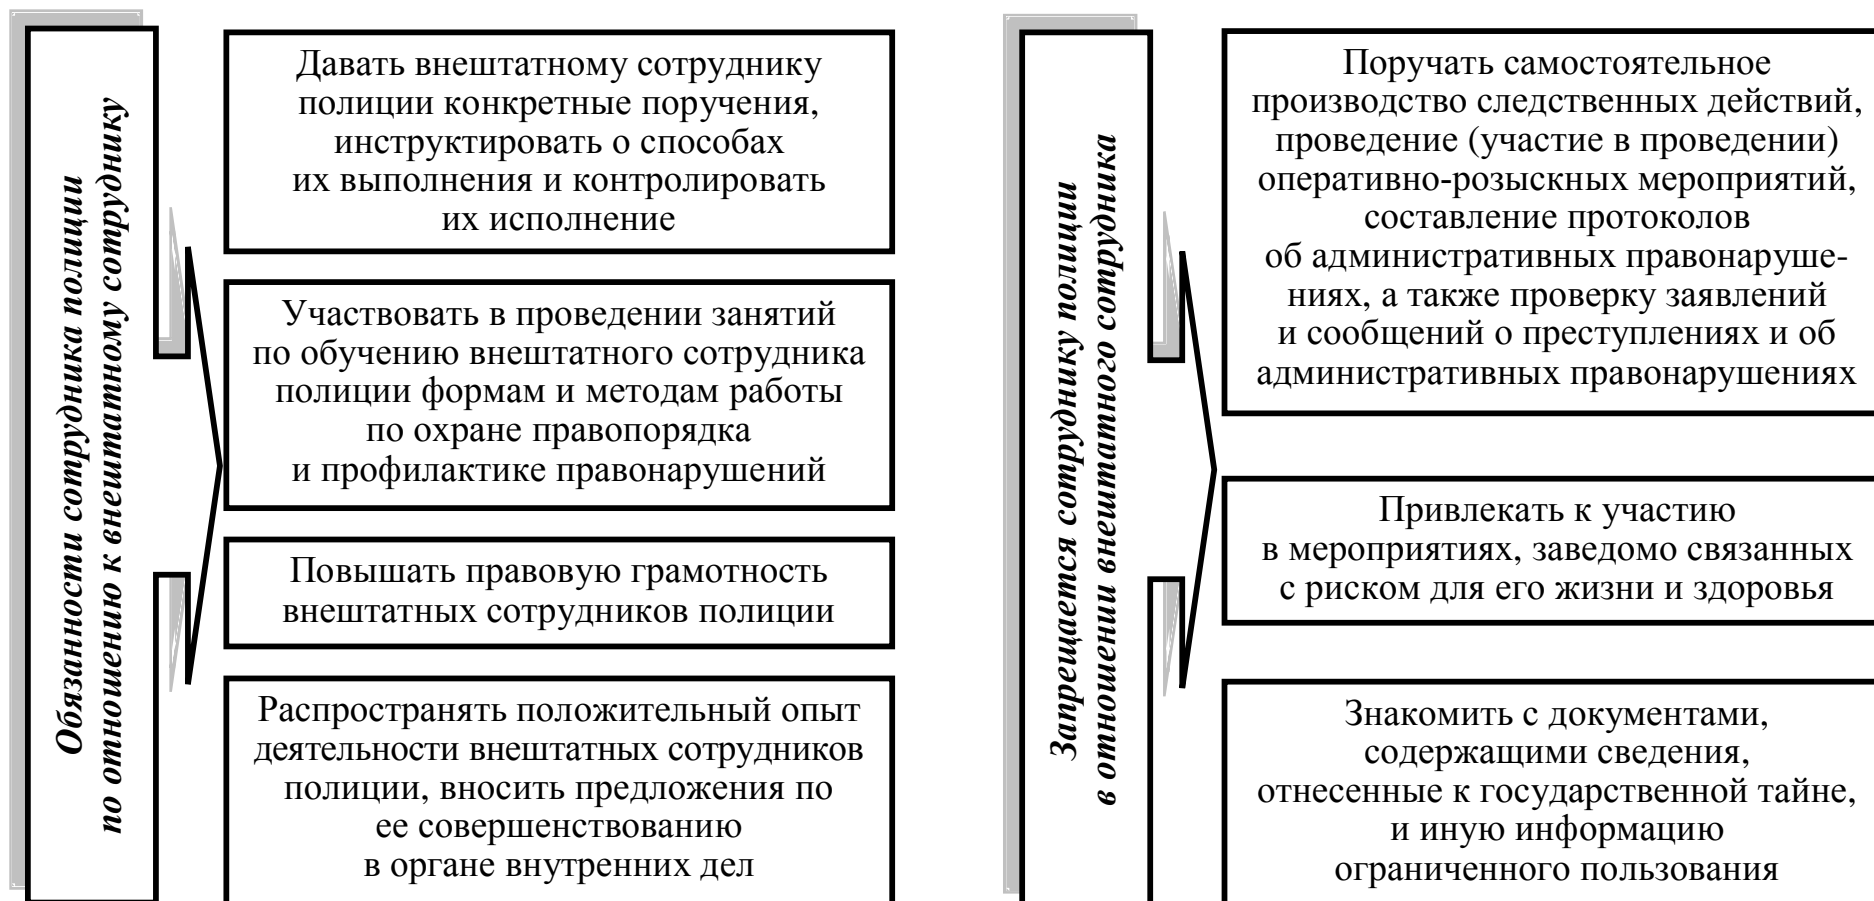 Обязанности сотрудника полиции
по отношению к внештатному сотруднику
Давать внештатному сотруднику
полиции конкретные поручения,
инструктировать о способах
их выполнения и контролировать
их исполнение
Участвовать в проведении занятий
по обучению внештатного сотрудника
полиции формам и методам работы
по охране правопорядка
и профилактике правонарушений
Повышать правовую грамотность
внештатных сотрудников полиции
Распространять положительный опыт
деятельности внештатных сотрудников
полиции, вносить предложения по
ее совершенствованию
в органе внутренних дел
Запрещается сотруднику полиции
в отношении внештатного сотрудника
Поручать самостоятельное
производство следственных действий,
проведение (участие в проведении)
оперативно-розыскных мероприятий,
составление протоколов
об административных правонаруше-
ниях, а также проверку заявлений
и сообщений о преступлениях и об
административных правонарушениях
Привлекать к участию
в мероприятиях, заведомо связанных
с риском для его жизни и здоровья
Знакомить с документами,
содержащими сведения,
отнесенные к государственной тайне,
и иную информацию
ограниченного пользования